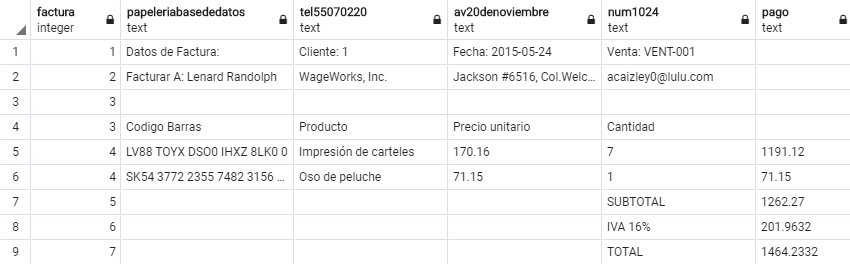 factura papeleriabasededatos tel55070220 av20denoviembre num1024 pago
integer text text text text text
1 1 Datos de Factura: Cliente: 1 Fecha: 2015-05-24 Venta: VENT-001
2 2 Facturar A: Lenard Randolph WageWorks, Inc. Jackson #6516, Col.Welc... acaizley0@lulu.com
3 3
4 3 Codigo Barras Producto Precio unitario Cantidad
5 4 LV88 TOYX DSO0 IHXZ 8LK0 0 Impresión de carteles 170.16 7 1191.12
6 4 SK54 3772 2355 7482 3156 ... Oso de peluche 71.15 1 71.15
7 5 SUBTOTAL 1262.27
8 6 IVA 16% 201.9632
9 7 TOTAL 1464.2332